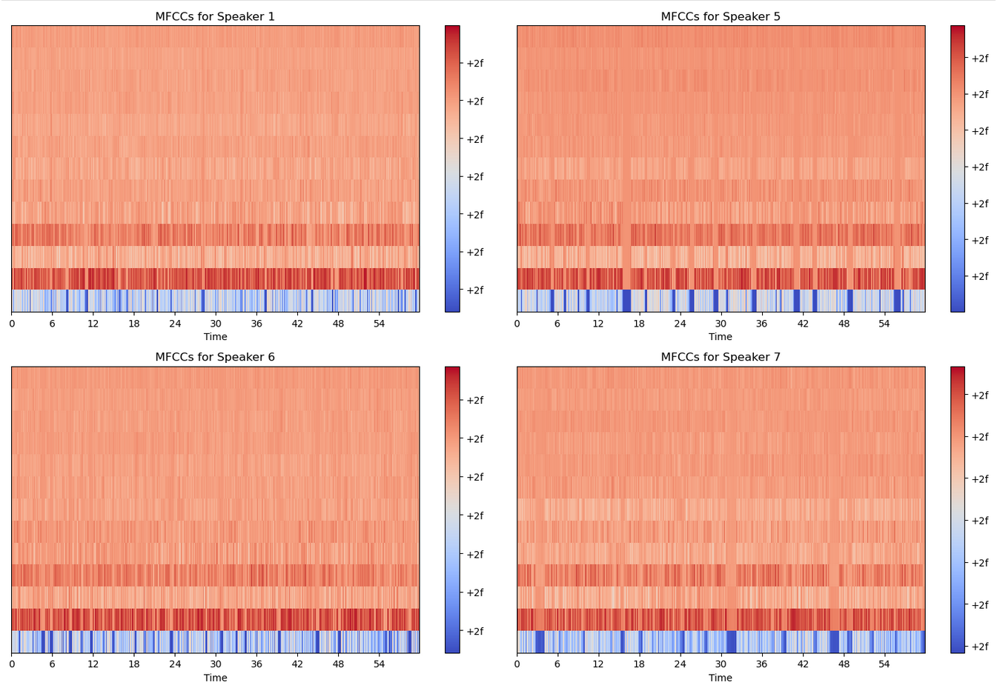 MFCCs for Speaker 1
+2f
+2f
+2f
+2f
+2f
+2f
+2f
0 6 12 18 24 30 36 42 48 54
Time
MFCCs for Speaker 5
+2f
+2f
+2f
+2f
+2f
+2f
+2f
0 6 12 18 24 30 36 42 48 54
Time
MFCCs for Speaker 6
+2f
+2f
+2f
+2f
+2f
+2f
+2f
0 6 12 18 24 30 36 42 48 54
Time
MFCCs for Speaker 7
+2f
+2f
+2f
+2f
+2f
+2f
+2f
0 6 12 18 24 30 36 42 48 54
Time